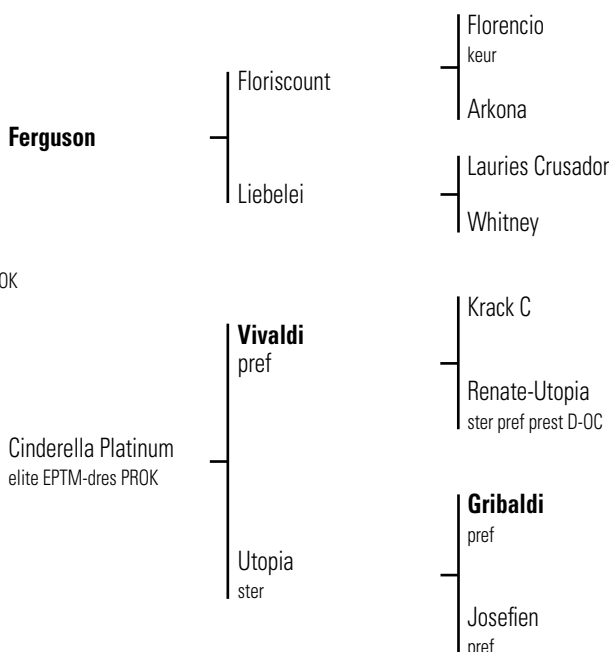 Florencio
keur
Floriscount
Arkona
Ferguson
Lauries Crusador
Liebelei
Whitney
OK
Krack C
Vivaldi
pref
Renate-Utopia
ster pref prest D-OC
Cinderella Platinum
elite EPTM-dres PROK
Gribaldi
pref
Utopia
ster
Josefien
pref